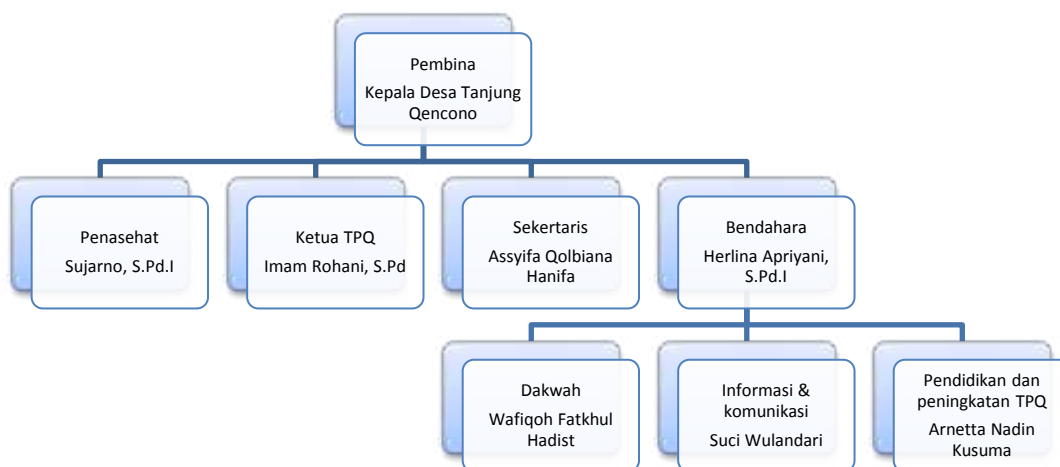 Pembina
Kepala Desa Tanjung
Qencono
Penasehat
Sujarno, S.Pd.I
Ketua TPQ
Imam Rohani, S.Pd
Sekertaris
Assyifa Qolbiana
Hanifa
Bendahara
Herlina Apriyani,
S.Pd.I
Dakwah
Wafiqoh Fatkhul
Hadist
Informasi &
komunikasi
Suci Wulandari
Pendidikan dan
peningkatan TPQ
Arnetta Nadin
Kusuma